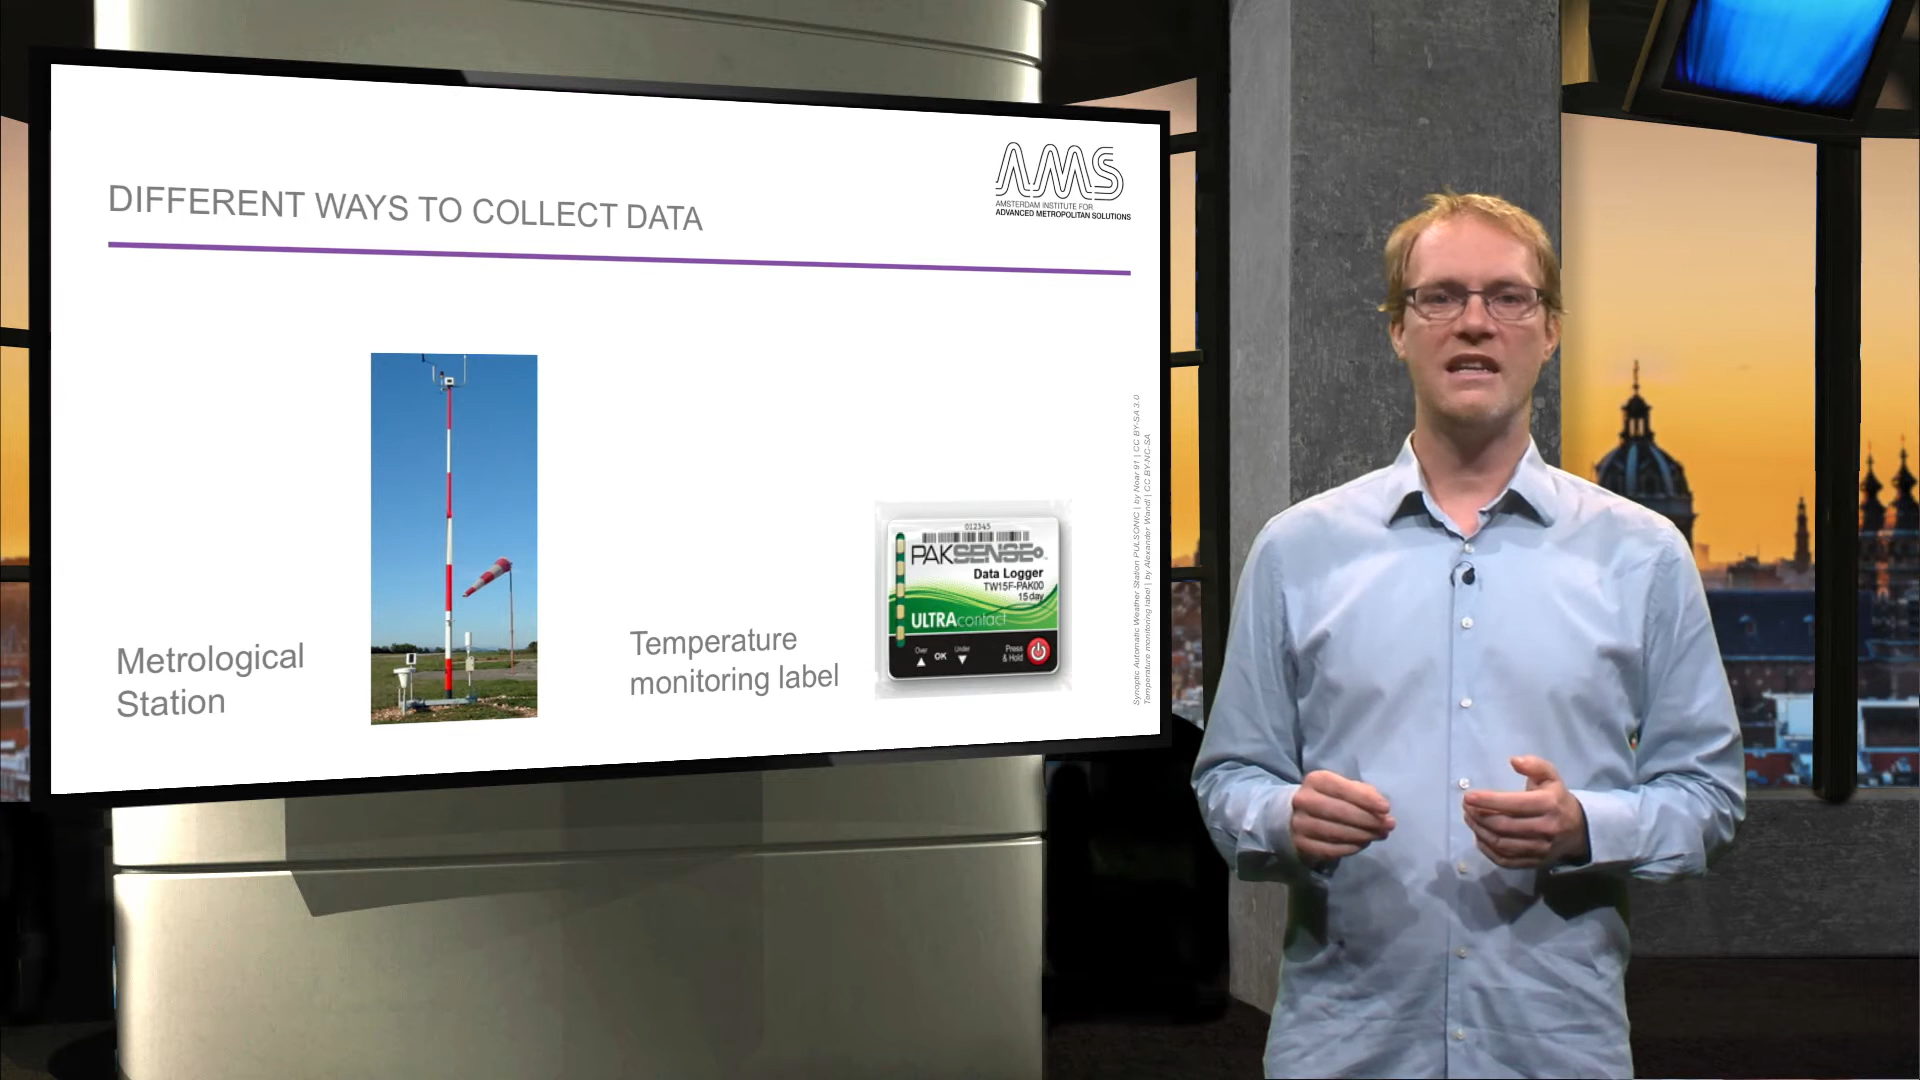 DIFFERENT WAYS TO COLLECT DATA
AMS
AMSTERDAM INSTITUTE FOR
ADVANCED METROPOLITAN SOLUTIONS
Metrological
Station
Temperature
monitoring label
012345
PAKSENSE
Data Logger
TW15F-PAK00
15 day
ULTRAcontact
Over
OK
Under
Press
& Hold
Synoptic Automatic Weather Station PULSONIC | by Noar 91 | CC BY-SA 3.0
Temperature monitoring label | by Alexander Wandl | CC BY-NC-SA